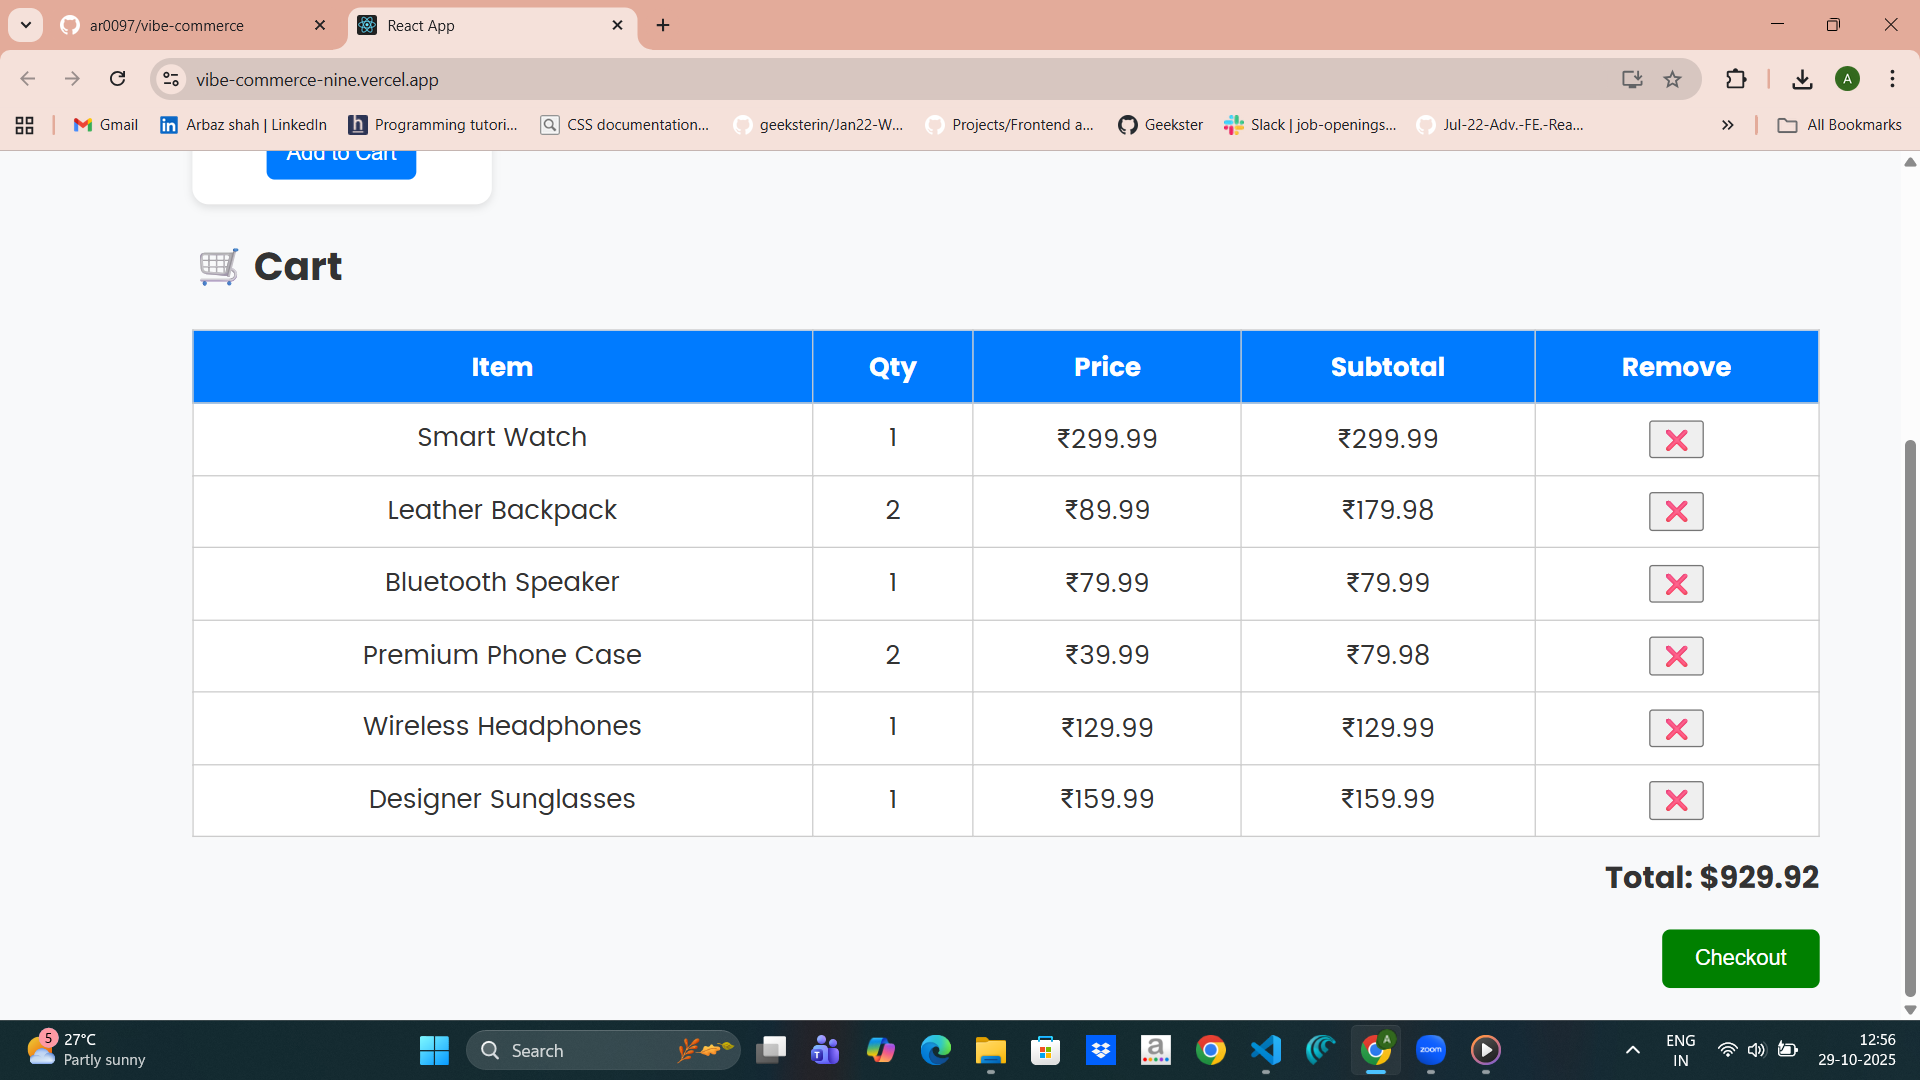 ar0097/vibe-commerce
React App
vibe-commerce-nine.vercel.app
A
Gmail
Arbaz shah | LinkedIn
Programming tutori...
CSS documentation...
geeksterin/Jan22-W...
Projects/Frontend a...
Geekster
Slack | job-openings...
Jul-22-Adv.-FE.-Rea...
All Bookmarks
Add to Cart
Cart
Item Qty Price Subtotal Remove
Smart Watch 1 ₹299.99 ₹299.99
Leather Backpack 2 ₹89.99 ₹179.98
Bluetooth Speaker 1 ₹79.99 ₹79.99
Premium Phone Case 2 ₹39.99 ₹79.98
Wireless Headphones 1 ₹129.99 ₹129.99
Designer Sunglasses 1 ₹159.99 ₹159.99
Total: $929.92
Checkout
5
27°C
Partly sunny
Search
zoom
A
ENG
IN
12:56
29-10-2025